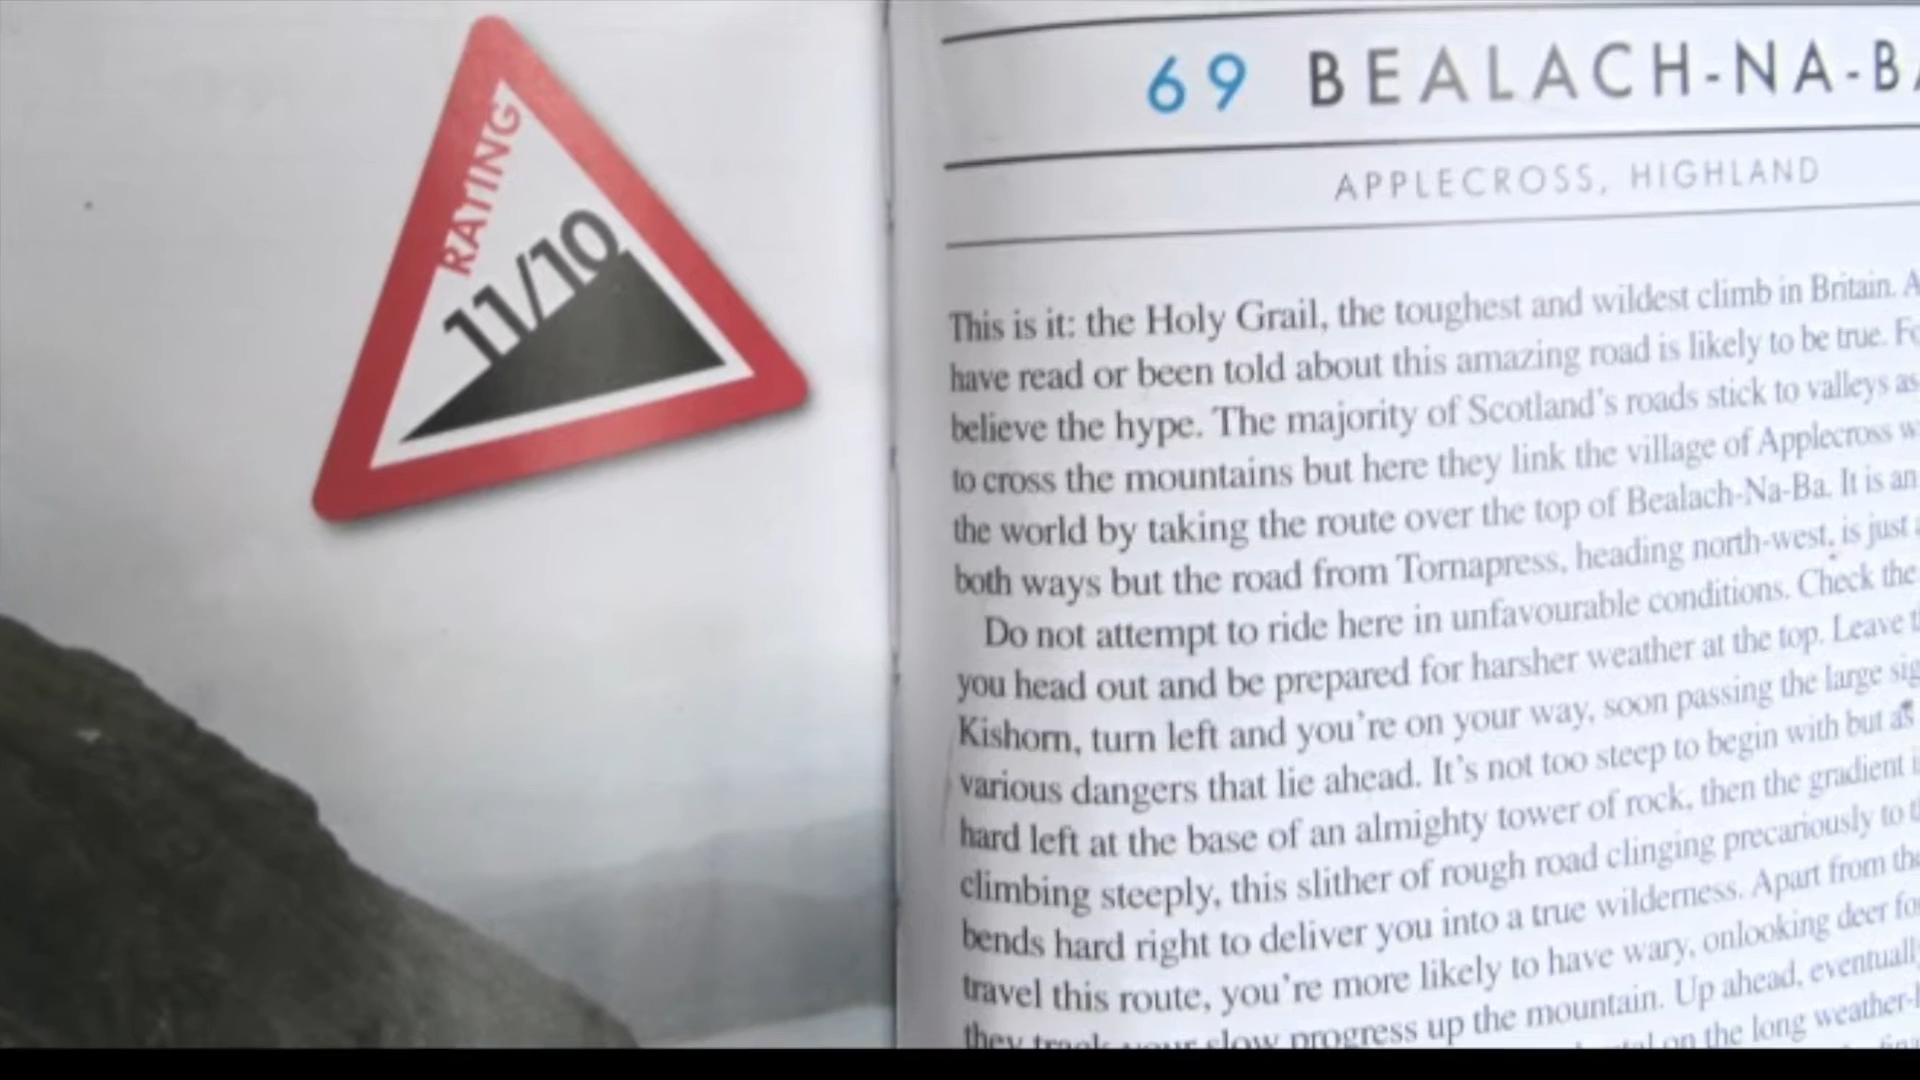 RATING
11/10
69 BEALACH-NA-BA
APPLECROSS, HIGHLAND
This is it: the Holy Grail, the toughest and wildest climb in Britain. A
have read or been told about this amazing road is likely to be true. Fo
believe the hype. The majority of Scotland's roads stick to valleys as
to cross the mountains but here they link the village of Applecross w
the world by taking the route over the top of Bealach-Na-Ba. It is an
both ways but the road from Tornapress, heading north-west, is just
Do not attempt to ride here in unfavourable conditions. Check the
you head out and be prepared for harsher weather at the top. Leave
Kishorn, turn left and you're on your way, soon passing the large sig
various dangers that lie ahead. It's not too steep to begin with but as
hard left at the base of an almighty tower of rock, then the gradient
climbing steeply, this slither of rough road clinging precariously to
bends hard right to deliver you into a true wilderness. Apart from the
travel this route, you're more likely to have wary, onlooking deer fo
they track your slow progress up the mountain. Up ahead, eventually
on the long weather-